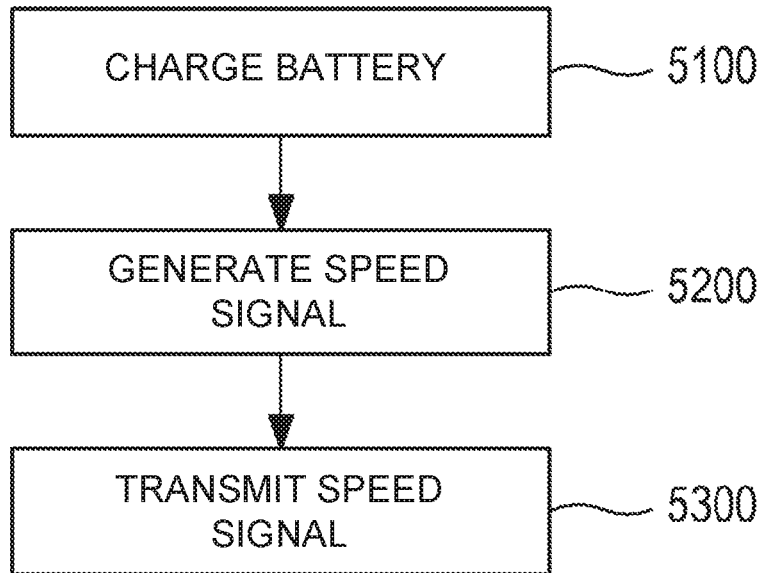 CHARGE BATTERY
5100
GENERATE SPEED
SIGNAL
5200
TRANSMIT SPEED
SIGNAL
5300